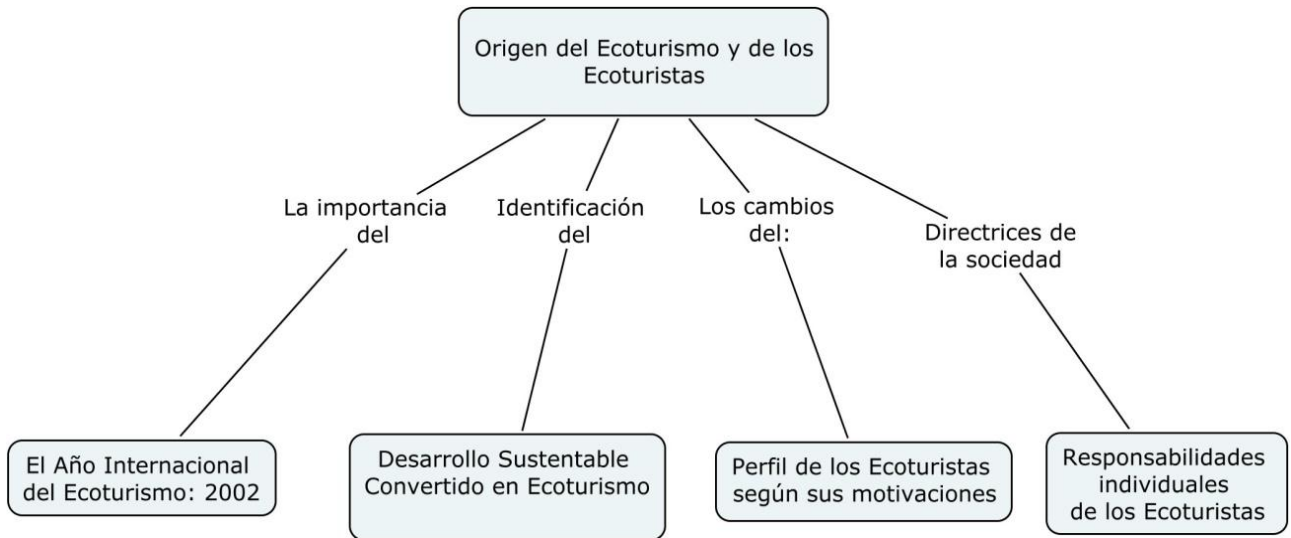 Origen del Ecoturismo y de los
Ecoturistas
La importancia
del
Identificación
del
Los cambios
del:
Directrices de
la sociedad
El Año Internacional
del Ecoturismo: 2002
Desarrollo Sustentable
Convertido en Ecoturismo
Perfil de los Ecoturistas
según sus motivaciones
Responsabilidades
individuales
de los Ecoturistas